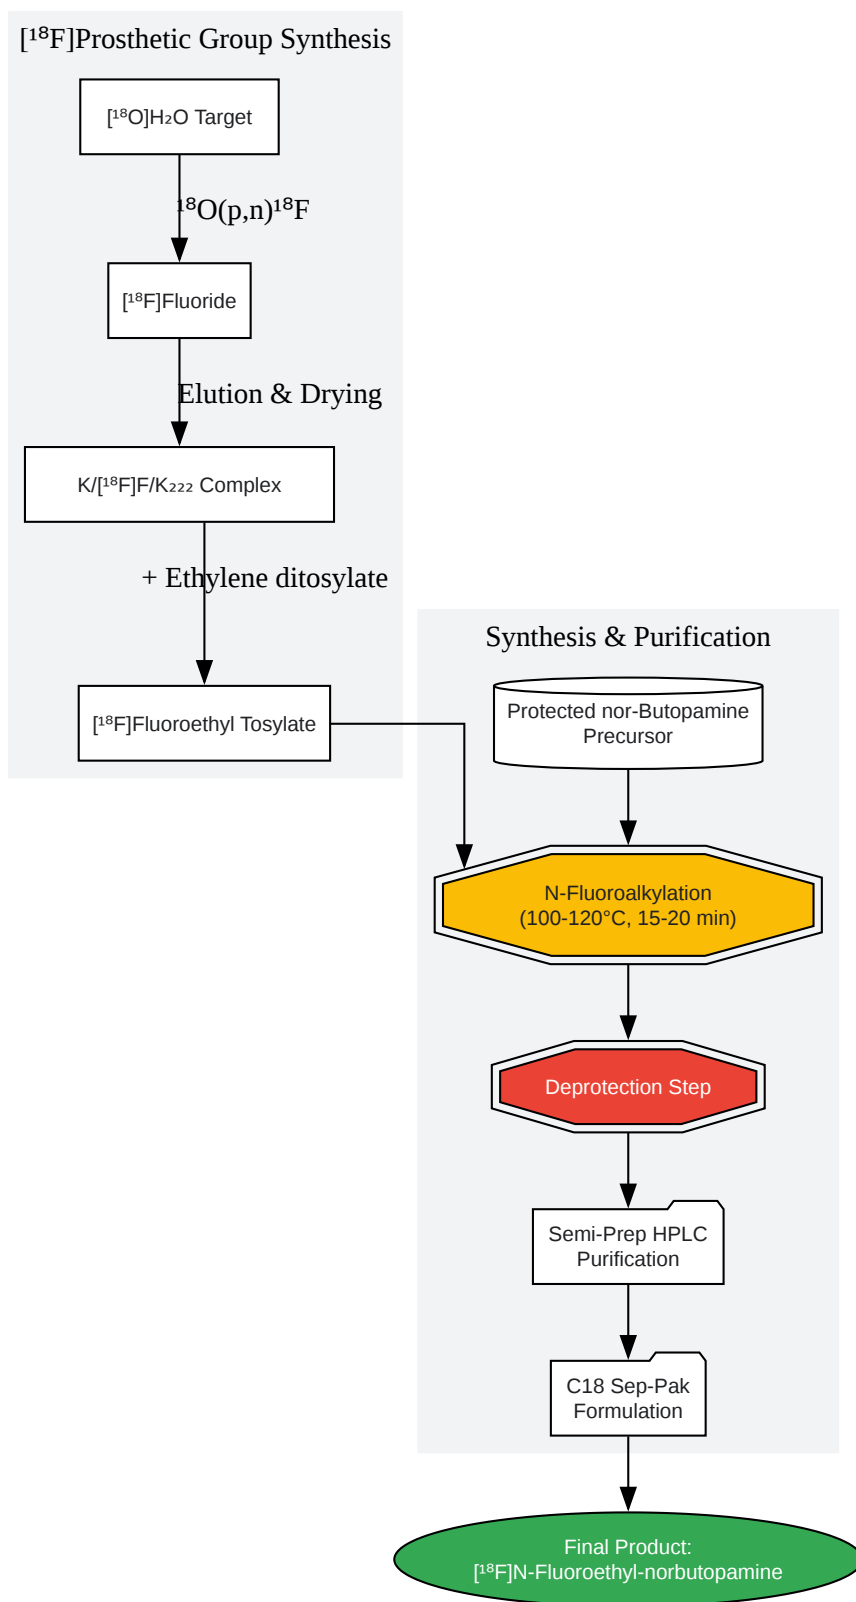 [¹⁸F]Prosthetic Group Synthesis
[¹⁸O]H₂O Target
¹⁸O(p,n)¹⁸F
[¹⁸F]Fluoride
Elution & Drying
K/[¹⁸F]F/K₂₂₂ Complex
+ Ethylene ditosylate
[¹⁸F]Fluoroethyl Tosylate
Synthesis & Purification
Protected nor-Butopamine
Precursor
N-Fluoroalkylation
(100-120°C, 15-20 min)
Deprotection Step
Semi-Prep HPLC
Purification
C18 Sep-Pak
Formulation
Final Product:
[¹⁸F]N-Fluoroethyl-norbutopamine